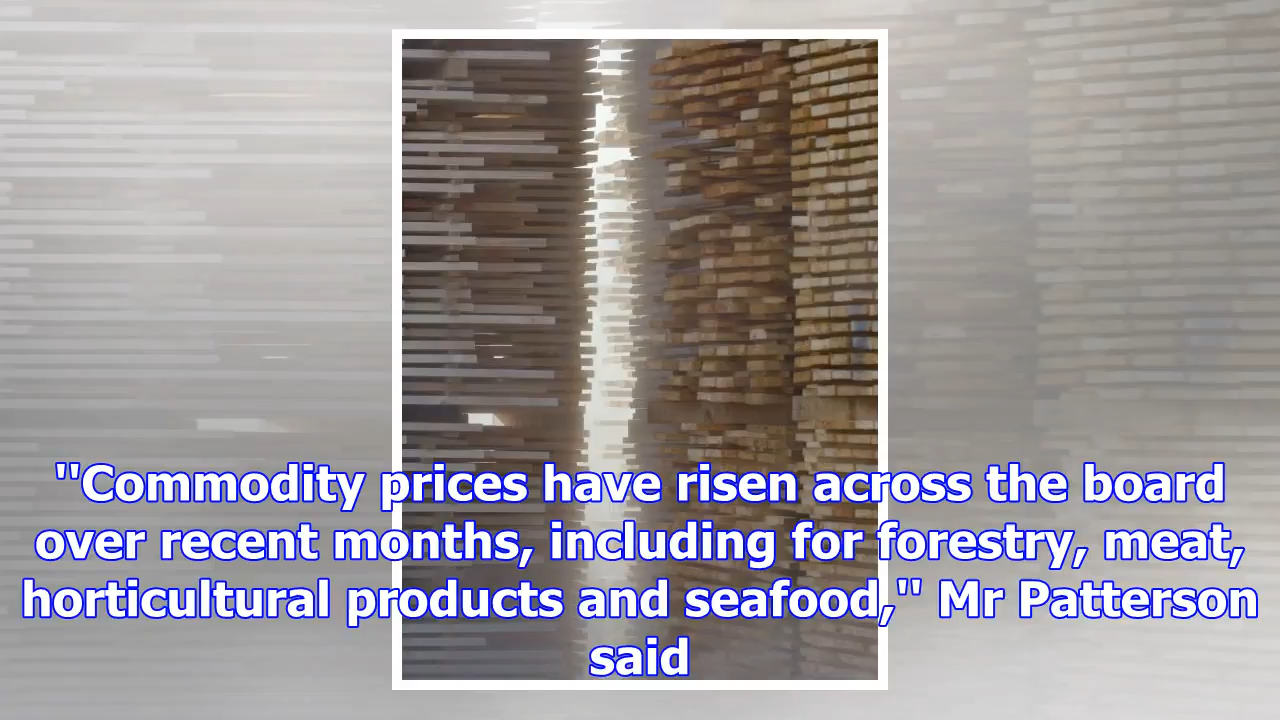 "Commodity prices have risen across the board
over recent months, including for forestry, meat,
horticultural products and seafood," Mr Patterson
said